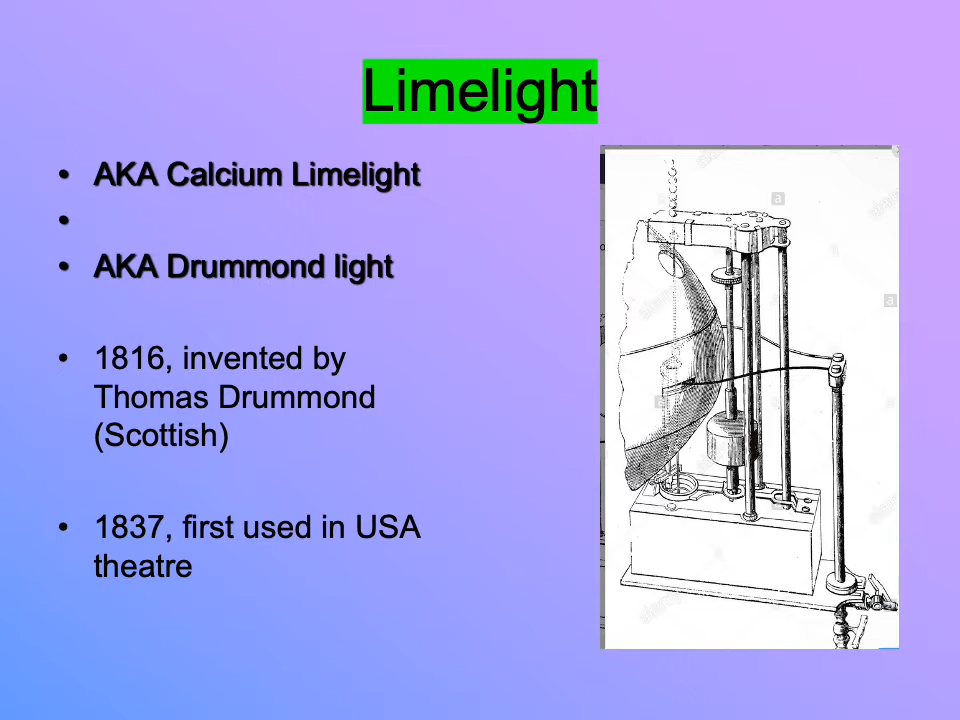 Limelight
• AKA Calcium Limelight
•
• AKA Drummond light
• 1816, invented by
Thomas Drummond
(Scottish)
• 1837, first used in USA
theatre
a
a